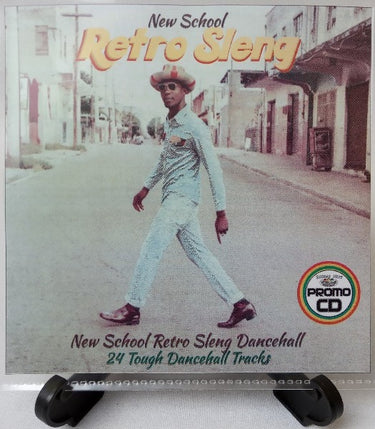 New School
Retro Sleng
PROMO
CD
New School Retro Sleng Dancehall
24 Tough Dancehall Tracks